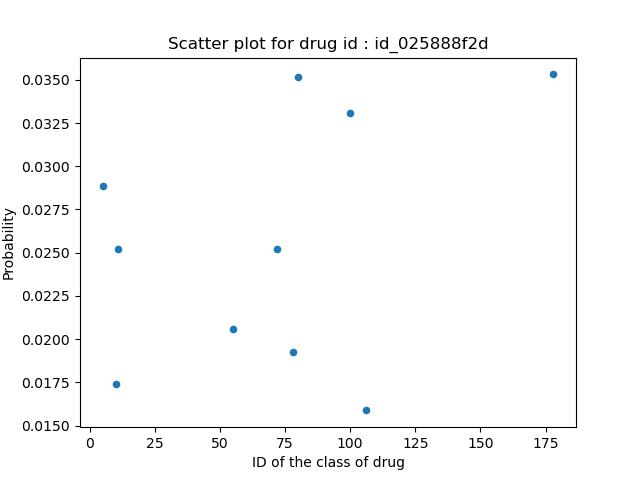 Scatter plot for drug id : id_025888f2d
Probability
0.0350
0.0325
0.0300
0.0275
0.0250
0.0225
0.0200
0.0175
0.0150
0 25 50 75 100 125 150 175
ID of the class of drug